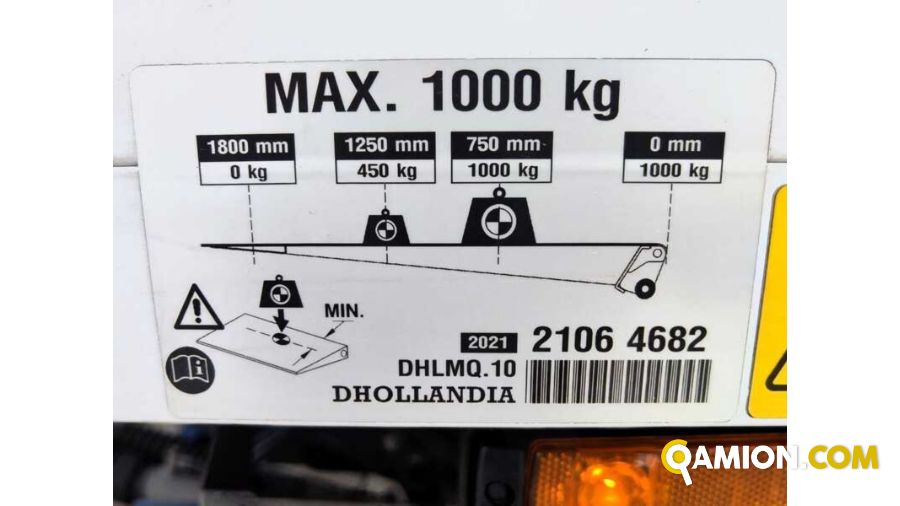 MAX. 1000 kg
1800 mm
0 kg
1250 mm
450 kg
750 mm
1000 kg
0 mm
1000 kg
MIN.
2021 2106 4682
DHLMQ.10
DHOLLANDIA
QAMION.COM